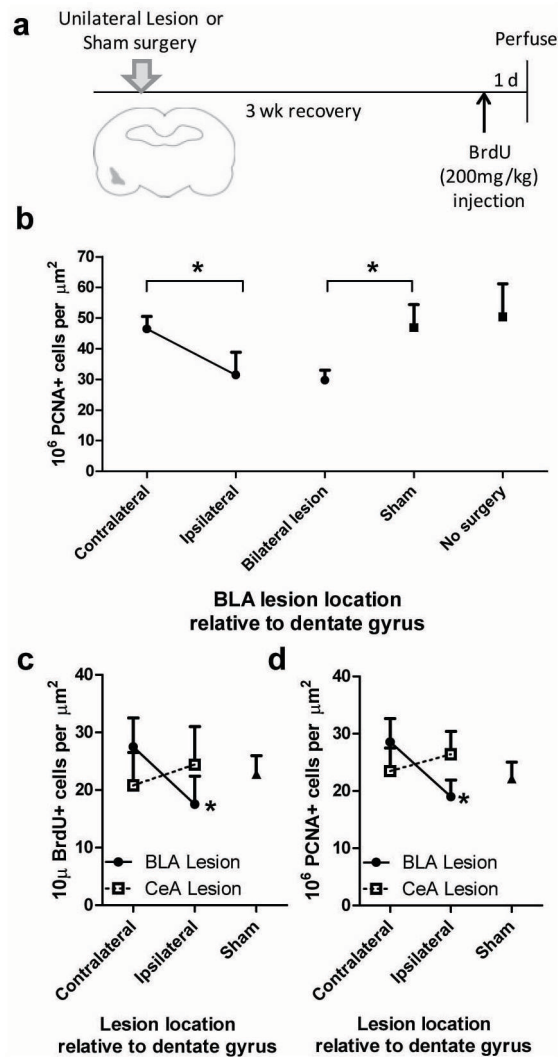 a
Unilateral Lesion or
Sham surgery
Perfuse
1 d
3 wk recovery
BrdU
(200mg/kg)
injection
b
70
60
50
40
30
20
10
0
10⁶ PCNA+ cells per μm²
*
*
Contralateral
Ipsilateral
Bilateral lesion
Sham
No surgery
BLA lesion location
relative to dentate gyrus
c
40
30
20
10
0
10μ BrdU+ cells per μm²
*
BLA Lesion
CeA Lesion
Contralateral
Ipsilateral
Sham
Lesion location
relative to dentate gyrus
d
40
30
20
10
0
10⁶ PCNA+ cells per μm²
*
BLA Lesion
CeA Lesion
Contralateral
Ipsilateral
Sham
Lesion location
relative to dentate gyrus